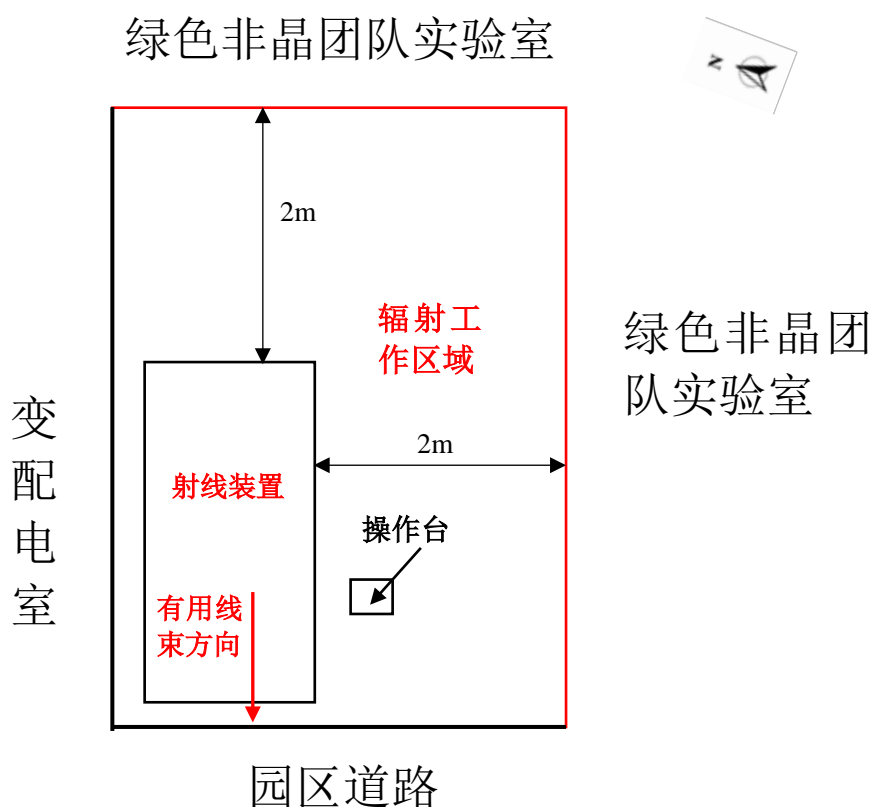 绿色非晶团队实验室
N
2m
辐射工
作区域
绿色非晶团
队实验室
变
配
电
室
2m
射线装置
操作台
有用线
束方向
园区道路